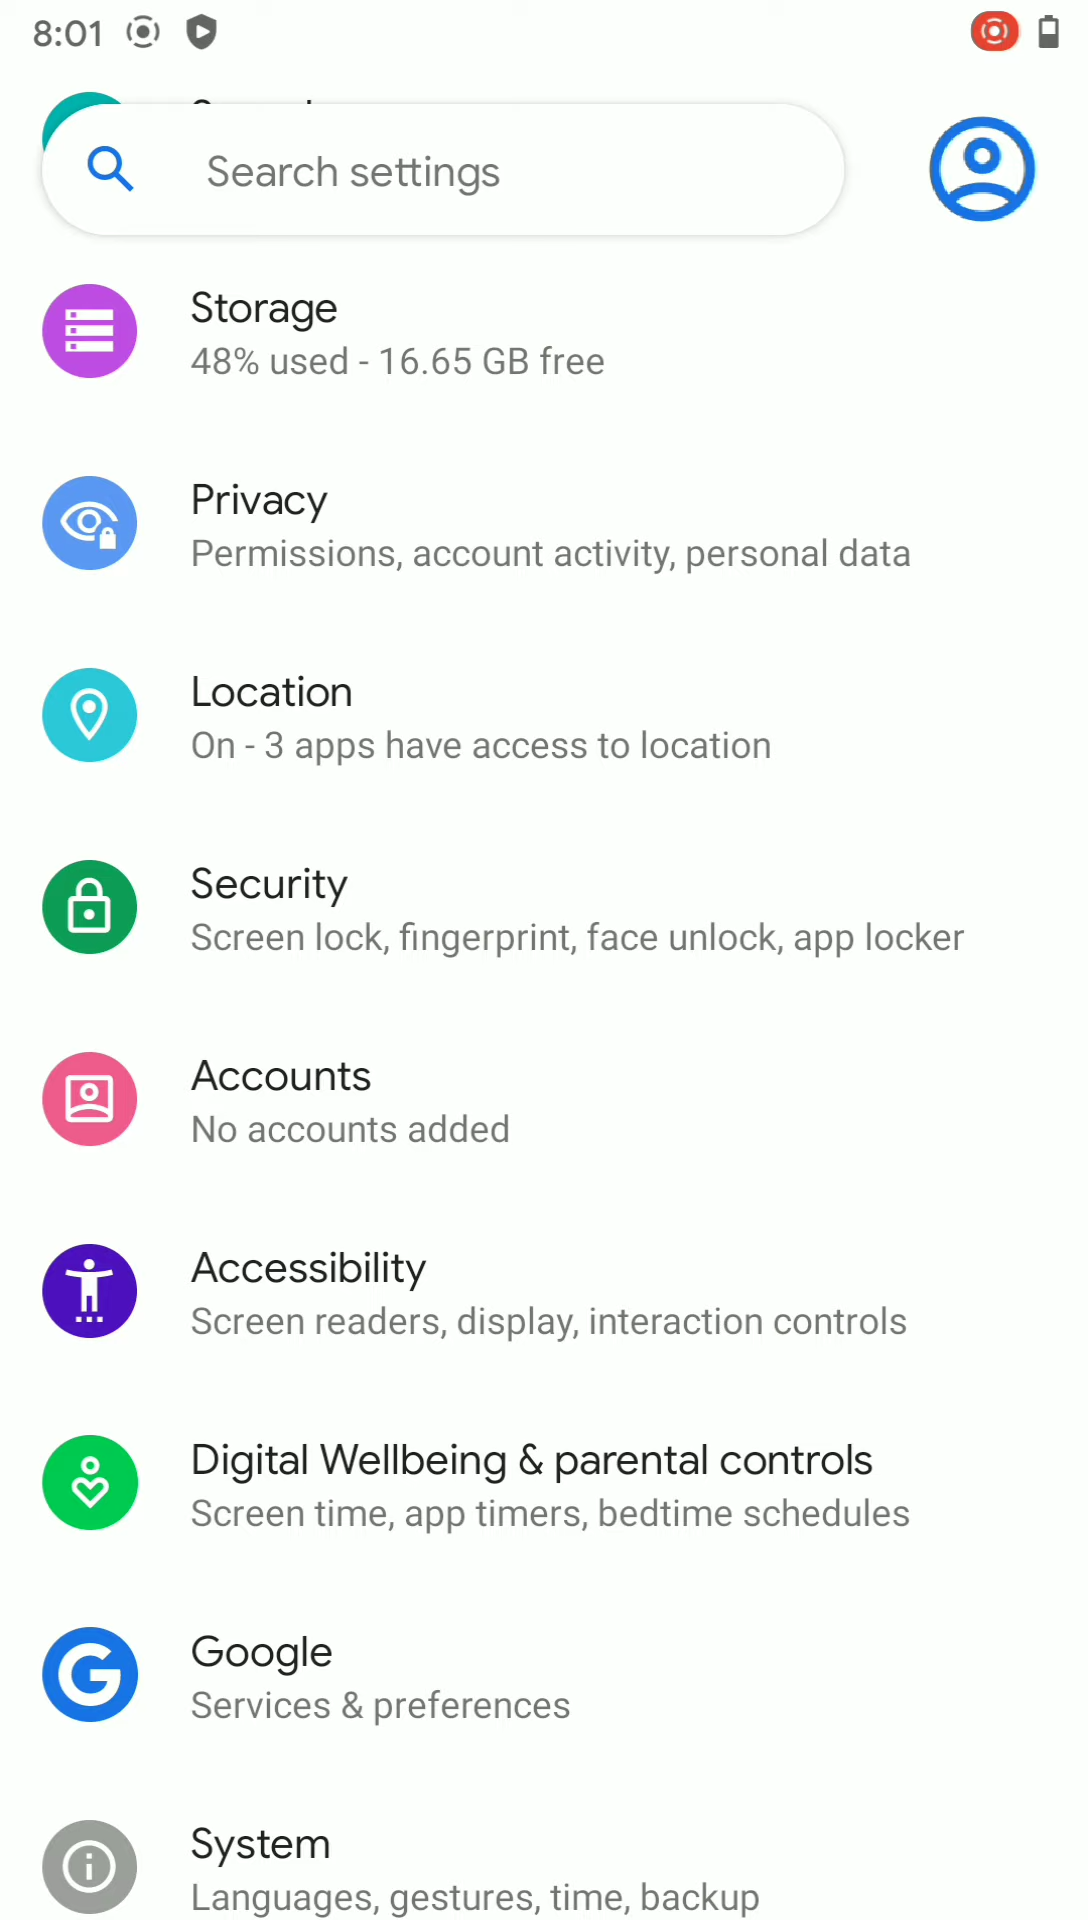 8:01
Search settings
Storage
48% used - 16.65 GB free
Privacy
Permissions, account activity, personal data
Location
On - 3 apps have access to location
Security
Screen lock, fingerprint, face unlock, app locker
Accounts
No accounts added
Accessibility
Screen readers, display, interaction controls
Digital Wellbeing & parental controls
Screen time, app timers, bedtime schedules
Google
Services & preferences
System
Languages, gestures, time, backup